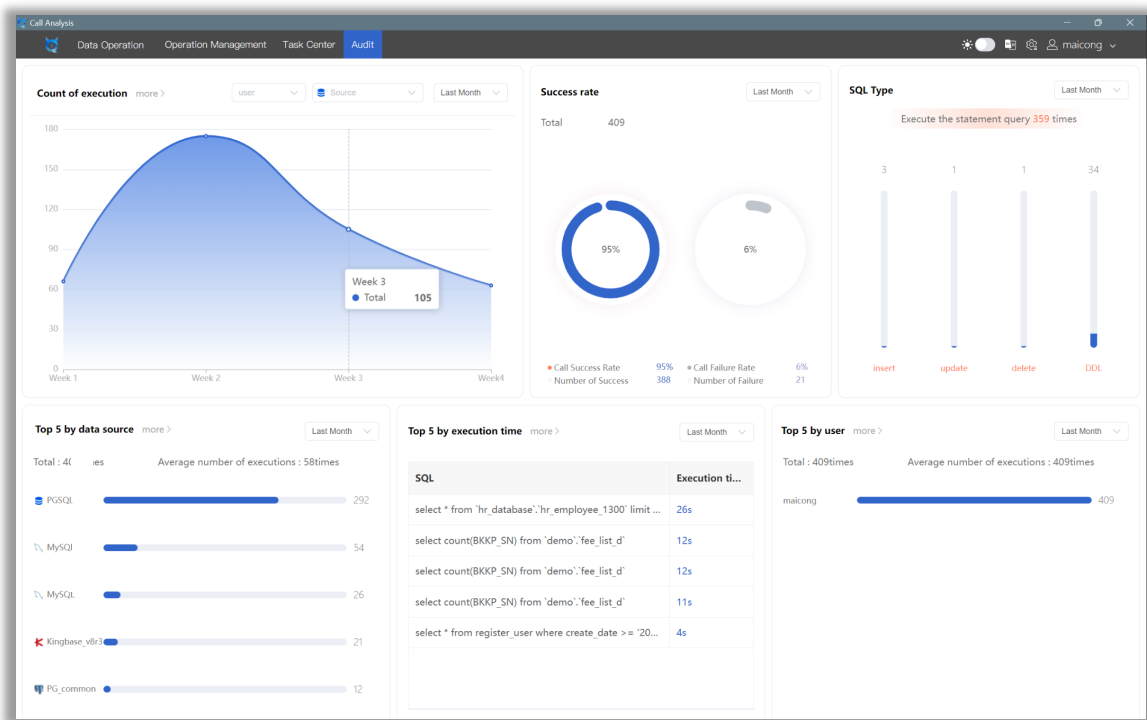 Call Analysis
Data Operation Operation Management Task Center Audit maicong
Count of execution more > user Source Last Month
180
150
120
90
60
30
0
Week 1 Week 2 Week 3 Week4
Week 3
Total 105
Success rate Last Month
Total 409
95% 6%
Call Success Rate 95% Call Failure Rate 6%
Number of Success 388 Number of Failure 21
SQL Type Last Month
Execute the statement query 359 times
3 1 1 34
insert update delete DDL
Top 5 by data source more > Last Month
Total : Average number of executions : 58times
PGSQL 292
MySQl 54
MySQL 26
Kingbase_v8r3 21
PG_common 12
Top 5 by execution time more > Last Month
SQL Execution ti...
select * from `hr_database`.`hr_employee_1300` limit ... 26s
select count(BKKP_SN) from `demo`.`fee_list_d` 12s
select count(BKKP_SN) from `demo`.`fee_list_d` 12s
select count(BKKP_SN) from `demo`.`fee_list_d` 11s
select * from register_user where create_date >= '20... 4s
Top 5 by user more > Last Month
Total : 409times Average number of executions : 409times
maicong 409